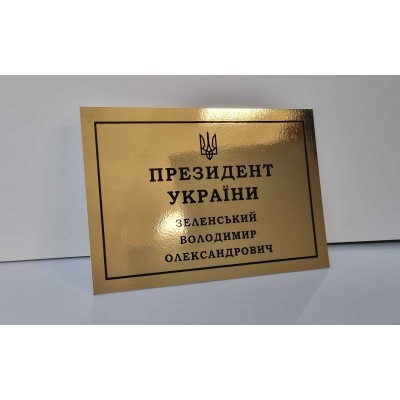 ПРЕЗИДЕНТ
УКРАЇНИ
ЗЕЛЕНСЬКИЙ
ВОЛОДИМИР
ОЛЕКСАНДРОВИЧ